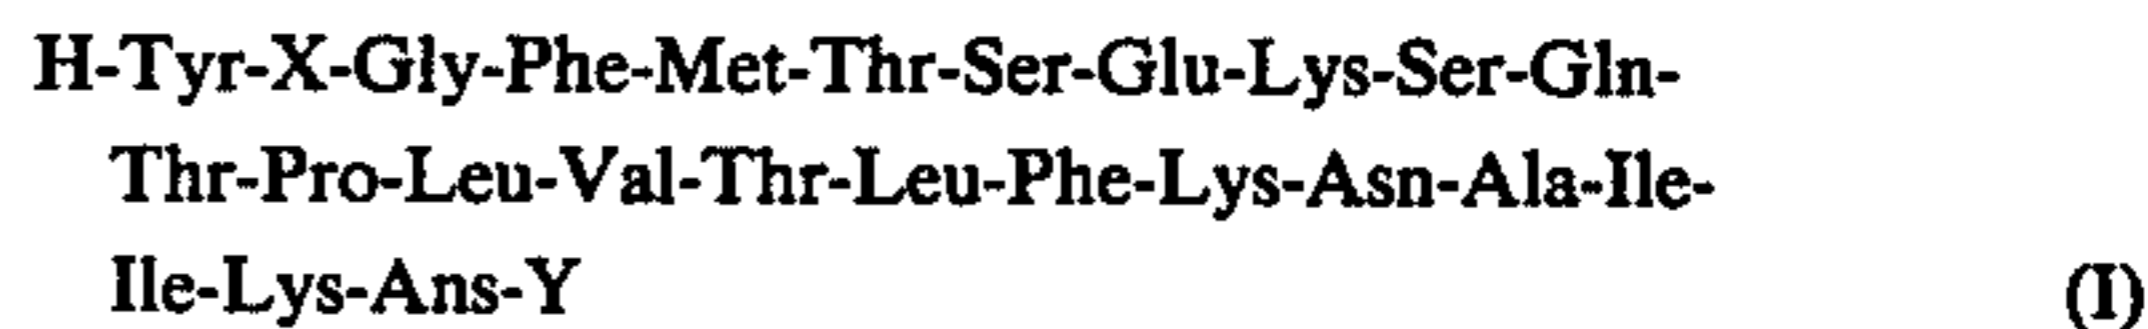 H-Tyr-X-Gly-Phe-Met-Thr-Ser-Glu-Lys-Ser-Gln-
Thr-Pro-Leu-Val-Thr-Leu-Phe-Lys-Asn-Ala-Ile-
Ile-Lys-Ans-Y (I)